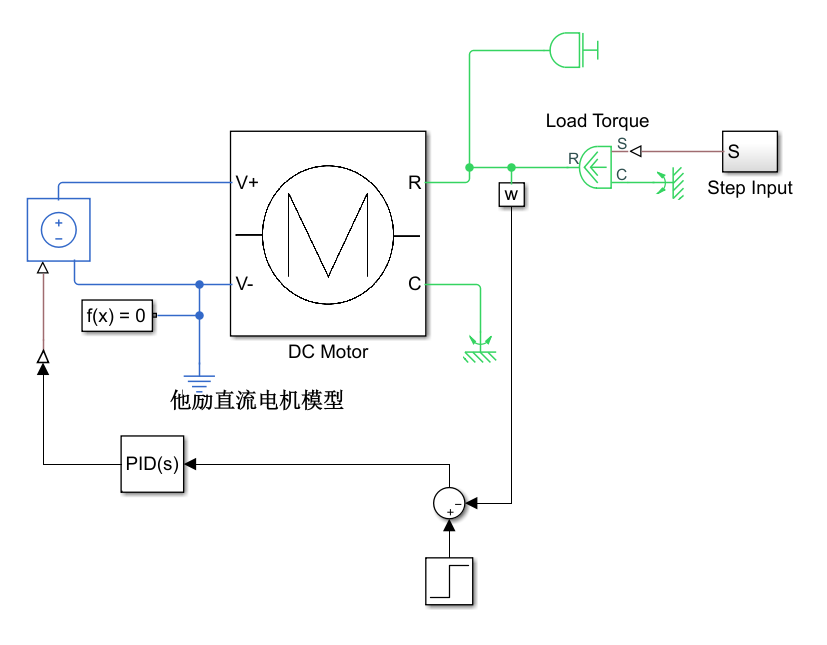 Load Torque
S
R
C
S
Step Input
V+
R
w
+
−
V-
C
f(x) = 0
DC Motor
他励直流电机模型
PID(s)
−
+